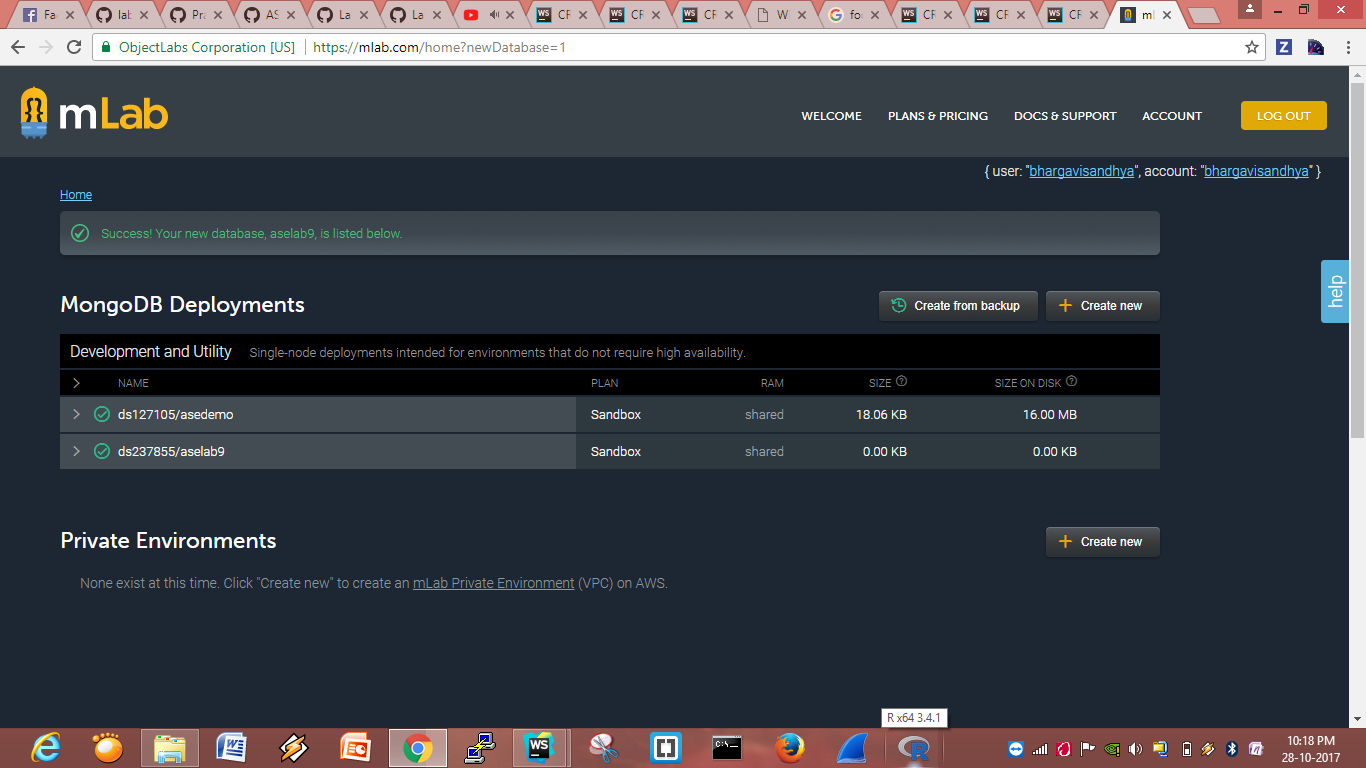 Fa
lab
Pra
AS
La
La
CF
CF
CF
W
fo
CF
CF
CF
ml
ObjectLabs Corporation [US] https://mlab.com/home?newDatabase=1
Z
mLab
WELCOME PLANS & PRICING DOCS & SUPPORT ACCOUNT LOG OUT
{ user: "bhargavisandhya", account: "bhargavisandhya" }
Home
Success! Your new database, aselab9, is listed below.
help
MongoDB Deployments
Create from backup
Create new
Development and Utility Single-node deployments intended for environments that do not require high availability.
NAME PLAN RAM SIZE SIZE ON DISK
ds127105/asedemo Sandbox shared 18.06 KB 16.00 MB
ds237855/aselab9 Sandbox shared 0.00 KB 0.00 KB
Private Environments
Create new
None exist at this time. Click "Create new" to create an mLab Private Environment (VPC) on AWS.
R x64 3.4.1
WS
10:18 PM
28-10-2017